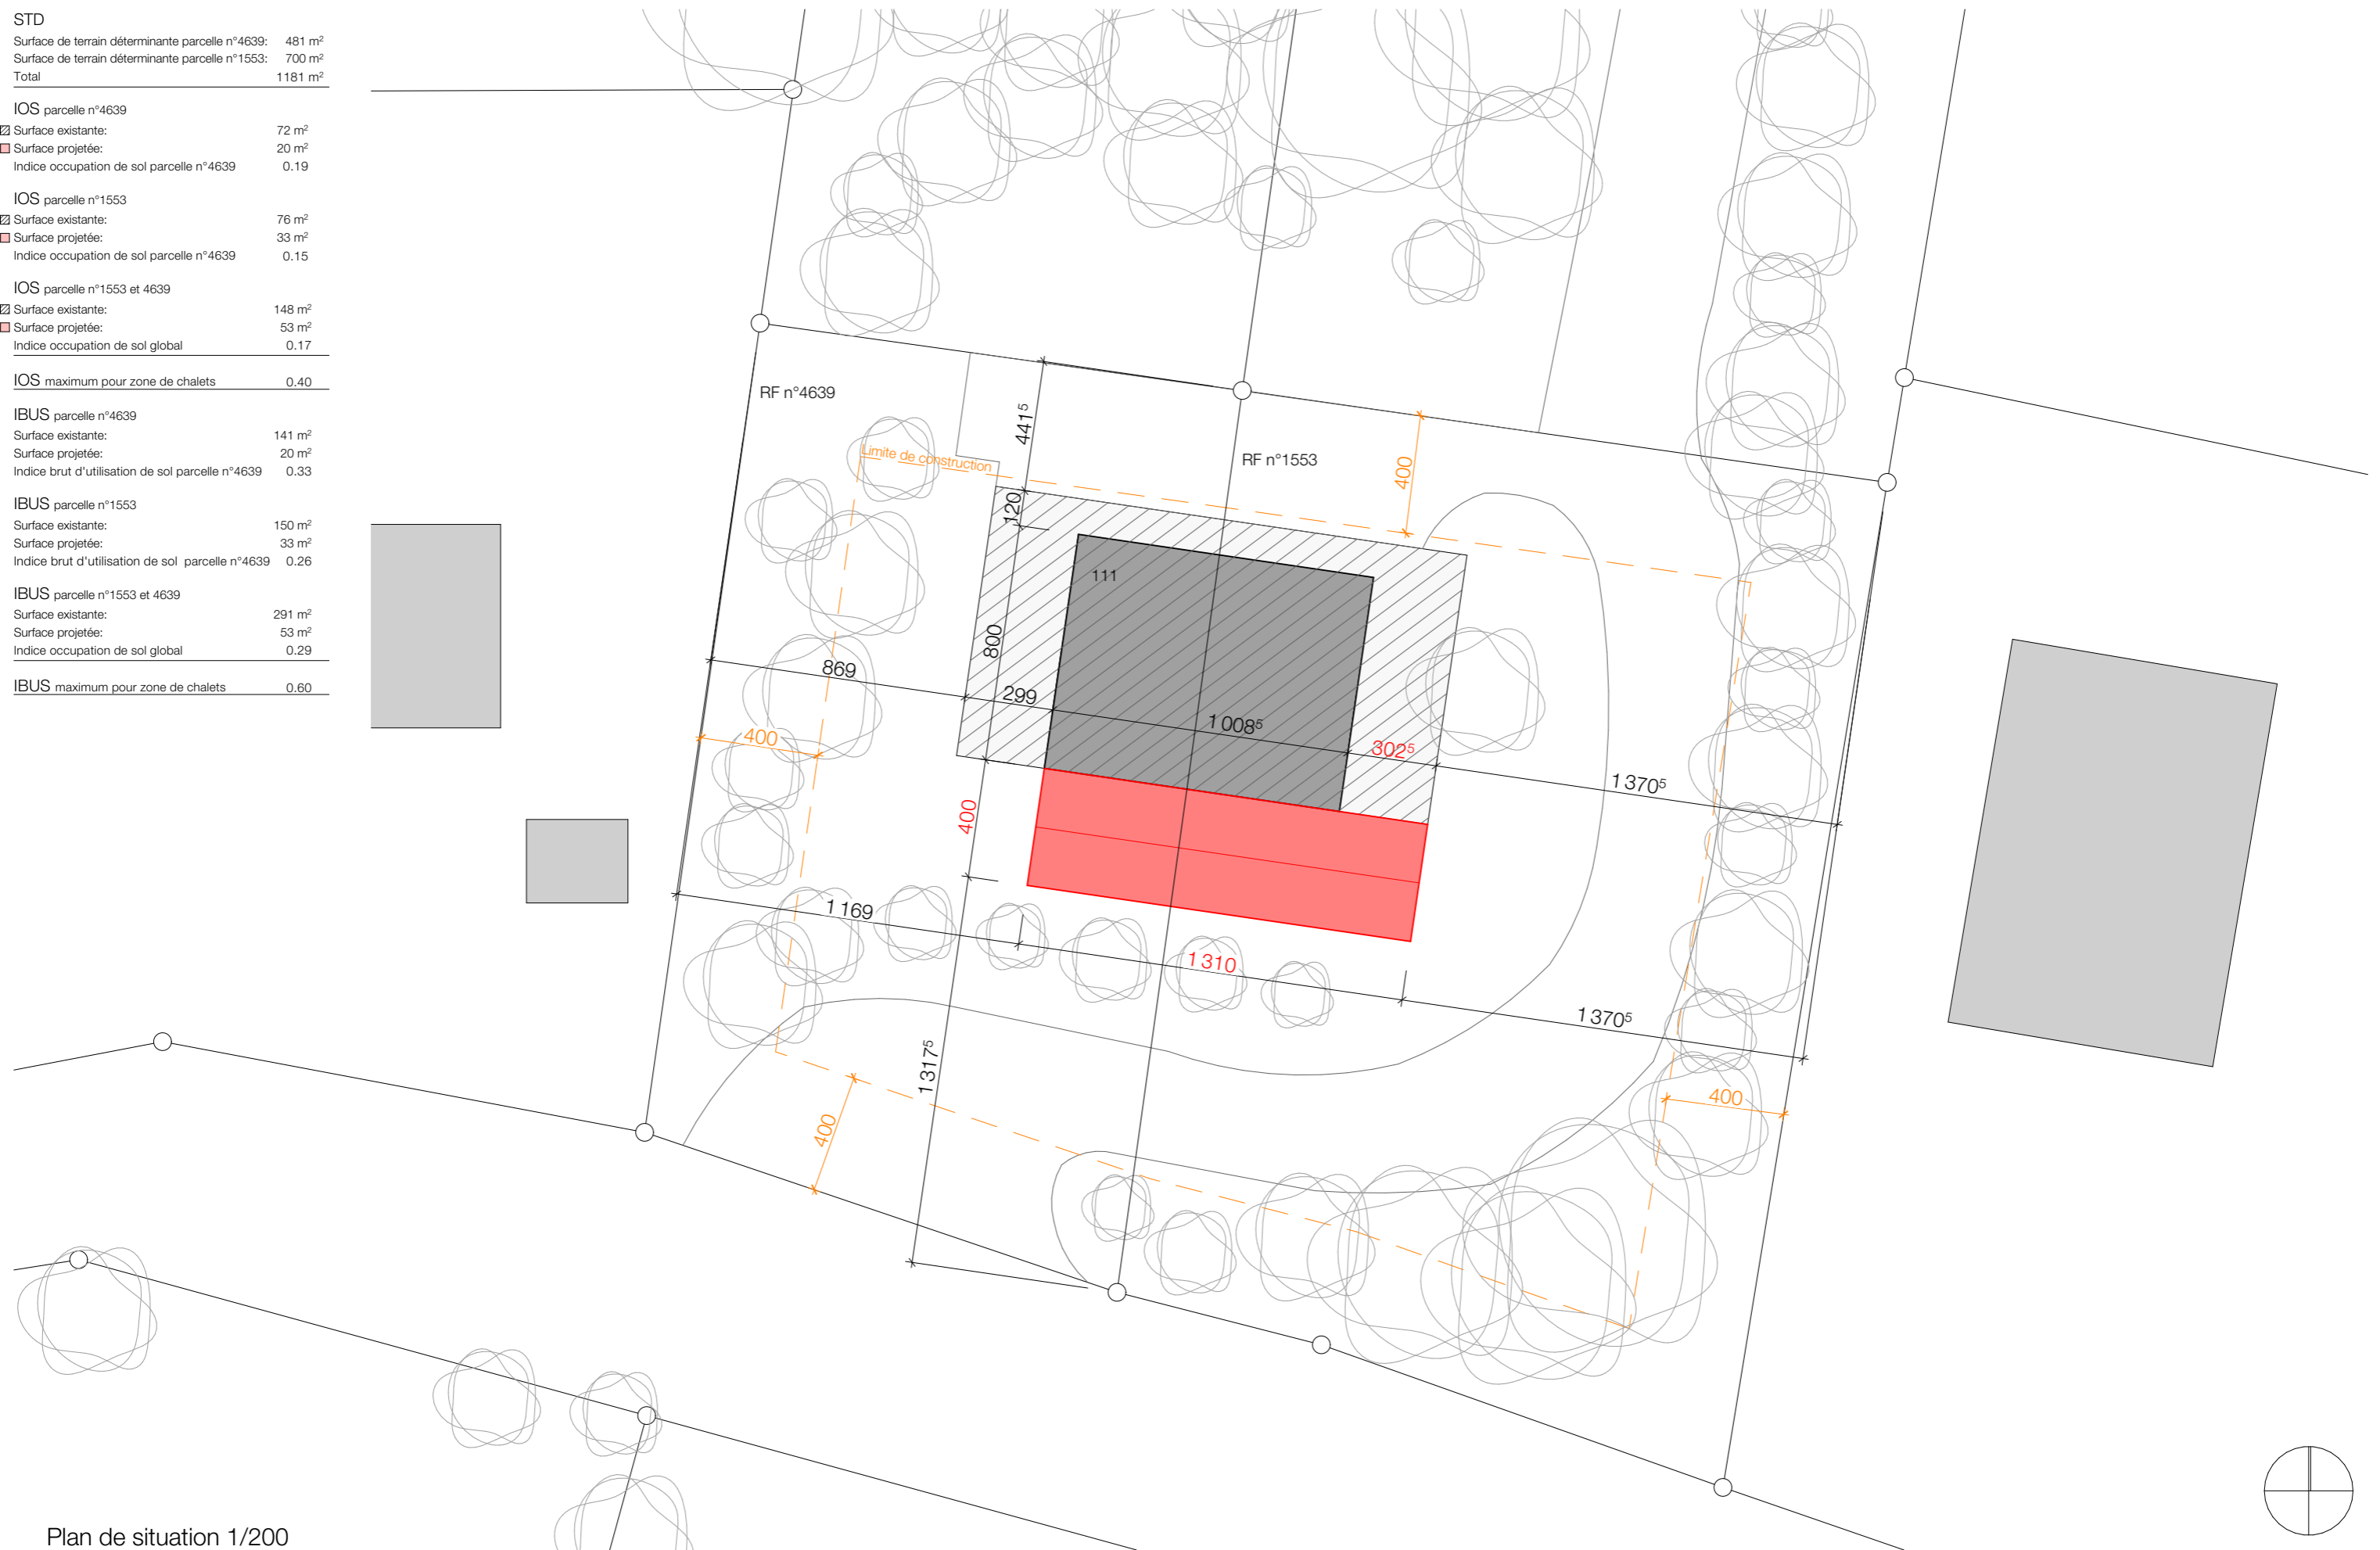 STD
Surface de terrain déterminante parcelle n°4639: 481 m²
Surface de terrain déterminante parcelle n°1553: 700 m²
Total 1181 m²
IOS parcelle n°4639
Surface existante: 72 m²
Surface projetée: 20 m²
Indice occupation de sol parcelle n°4639 0.19
IOS parcelle n°1553
Surface existante: 76 m²
Surface projetée: 33 m²
Indice occupation de sol parcelle n°4639 0.15
IOS parcelle n°1553 et 4639
Surface existante: 148 m²
Surface projetée: 53 m²
Indice occupation de sol global 0.17
IOS maximum pour zone de chalets 0.40
IBUS parcelle n°4639
Surface existante: 141 m²
Surface projetée: 20 m²
Indice brut d'utilisation de sol parcelle n°4639 0.33
IBUS parcelle n°1553
Surface existante: 150 m²
Surface projetée: 33 m²
Indice brut d'utilisation de sol parcelle n°4639 0.26
IBUS parcelle n°1553 et 4639
Surface existante: 291 m²
Surface projetée: 53 m²
Indice occupation de sol global 0.29
IBUS maximum pour zone de chalets 0.60
RF n°4639
441⁵
Limite de construction
RF n°1553
400
120
111
800
869
299
1 008⁵
302⁵
1 370⁵
400
400
1 169
1 310
1 370⁵
1 317⁵
400
400
Plan de situation 1/200